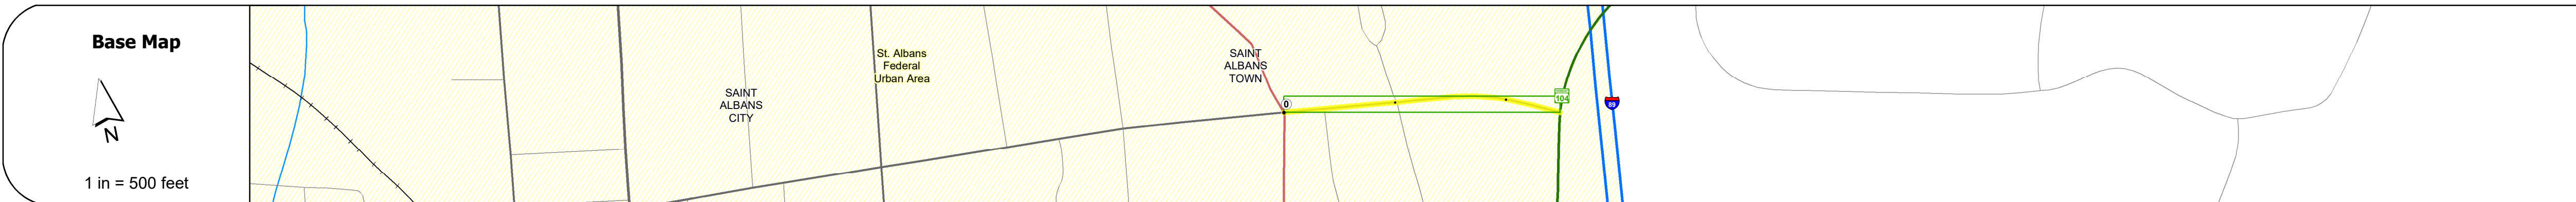 Base Map
N
1 in = 500 feet
SAINT
ALBANS
CITY
St. Albans
Federal
Urban Area
SAINT
ALBANS
TOWN
0
104
89